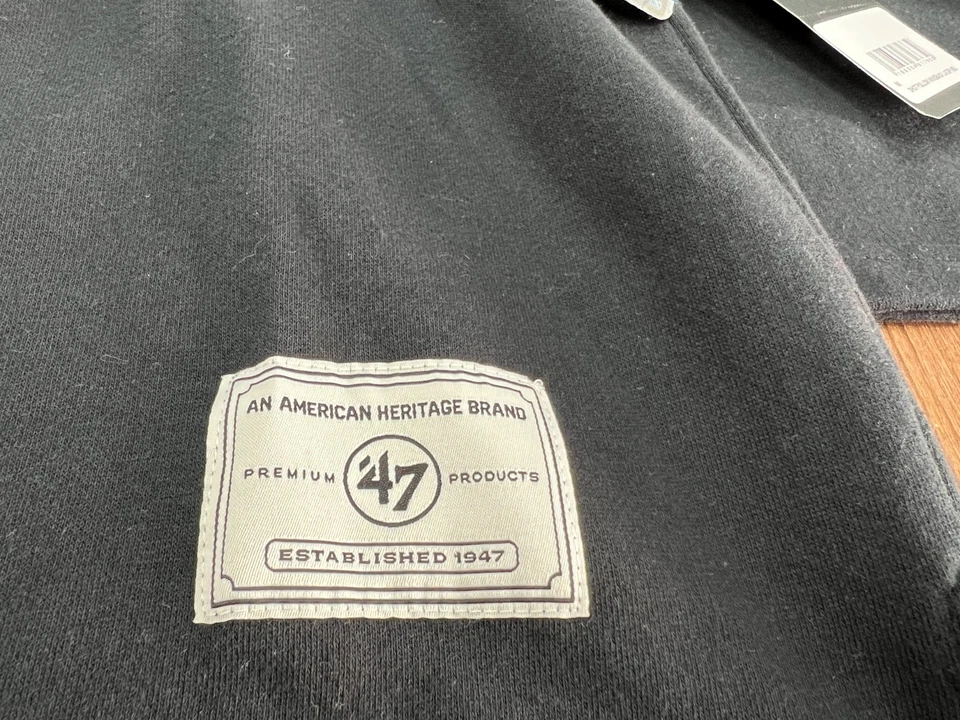 AN AMERICAN HERITAGE BRAND
PREMIUM '47 PRODUCTS
ESTABLISHED 1947